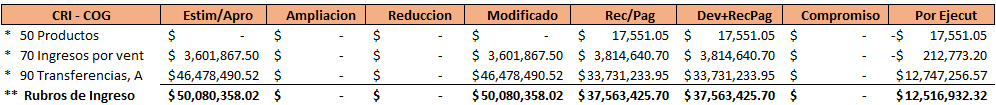 CRI - COG Estim/Apro Ampliacion Reduccion Modificado Rec/Pag Dev+RecPag Compromiso Por Ejecut
* 50 Productos $ - $ - $ - $ - $ 17,551.05 $ 17,551.05 $ - -$ 17,551.05
* 70 Ingresos por vent $ 3,601,867.50 $ - $ - $ 3,601,867.50 $ 3,814,640.70 $ 3,814,640.70 $ - -$ 212,773.20
* 90 Transferencias, A $46,478,490.52 $ - $ - $46,478,490.52 $33,731,233.95 $33,731,233.95 $ - $12,747,256.57
** Rubros de Ingreso $50,080,358.02 $ - $ - $50,080,358.02 $37,563,425.70 $37,563,425.70 $ - $12,516,932.32